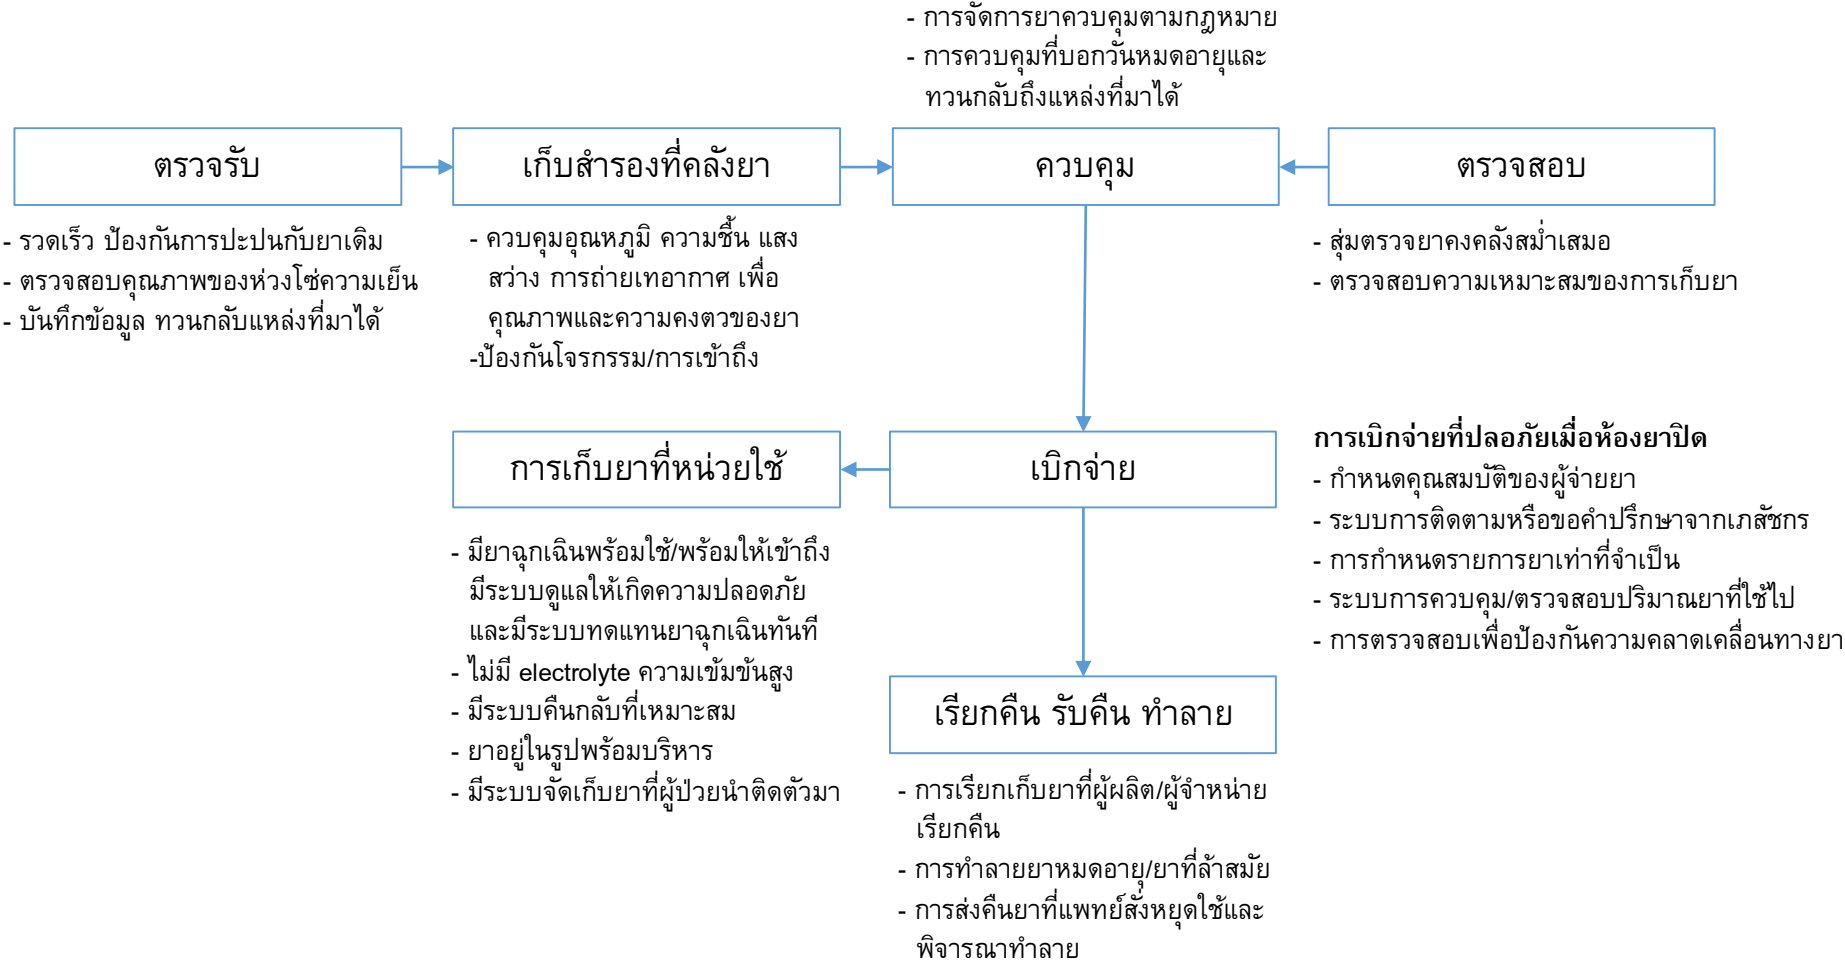 - การจัดการยาควบคุมตามกฎหมาย
- การควบคุมที่บอกวันหมดอายุและ
ทวนกลับถึงแหล่งที่มาได้
ตรวจรับ
เก็บสำรองที่คลังยา
ควบคุม
ตรวจสอบ
- รวดเร็ว ป้องกันการปะปนกับยาเดิม
- ตรวจสอบคุณภาพของห่วงโซ่ความเย็น
- บันทึกข้อมูล ทวนกลับแหล่งที่มาได้
- ควบคุมอุณหภูมิ ความชื้น แสง
สว่าง การถ่ายเทอากาศ เพื่อ
คุณภาพและความคงตวของยา
-ป้องกันโจรกรรม/การเข้าถึง
- สุ่มตรวจยาคงคลังสม่ำเสมอ
- ตรวจสอบความเหมาะสมของการเก็บยา
การเก็บยาที่หน่วยใช้
เบิกจ่าย
การเบิกจ่ายที่ปลอภัยเมื่อห้องยาปิด
- กำหนดคุณสมบัติของผู้จ่ายยา
- ระบบการติดตามหรือขอคำปรึกษาจากเภสัชกร
- การกำหนดรายการยาเท่าที่จำเป็น
- ระบบการควบคุม/ตรวจสอบปริมาณยาที่ใช้ไป
- การตรวจสอบเพื่อป้องกันความคลาดเคลื่อนทางยา
- มียาฉุกเฉินพร้อมใช้/พร้อมให้เข้าถึง
มีระบบดูแลให้เกิดความปลอดภัย
และมีระบบทดแทนยาฉุกเฉินทันที
- ไม่มี electrolyte ความเข้มข้นสูง
- มีระบบคืนกลับที่เหมาะสม
- ยาอยู่ในรูปพร้อมบริหาร
- มีระบบจัดเก็บยาที่ผู้ป่วยนำติดตัวมา
เรียกคืน รับคืน ทำลาย
- การเรียกเก็บยาที่ผู้ผลิต/ผู้จำหน่าย
เรียกคืน
- การทำลายยาหมดอายุ/ยาที่ล้าสมัย
- การส่งคืนยาที่แพทย์สั่งหยุดใช้และ
พิจารณาทำลาย